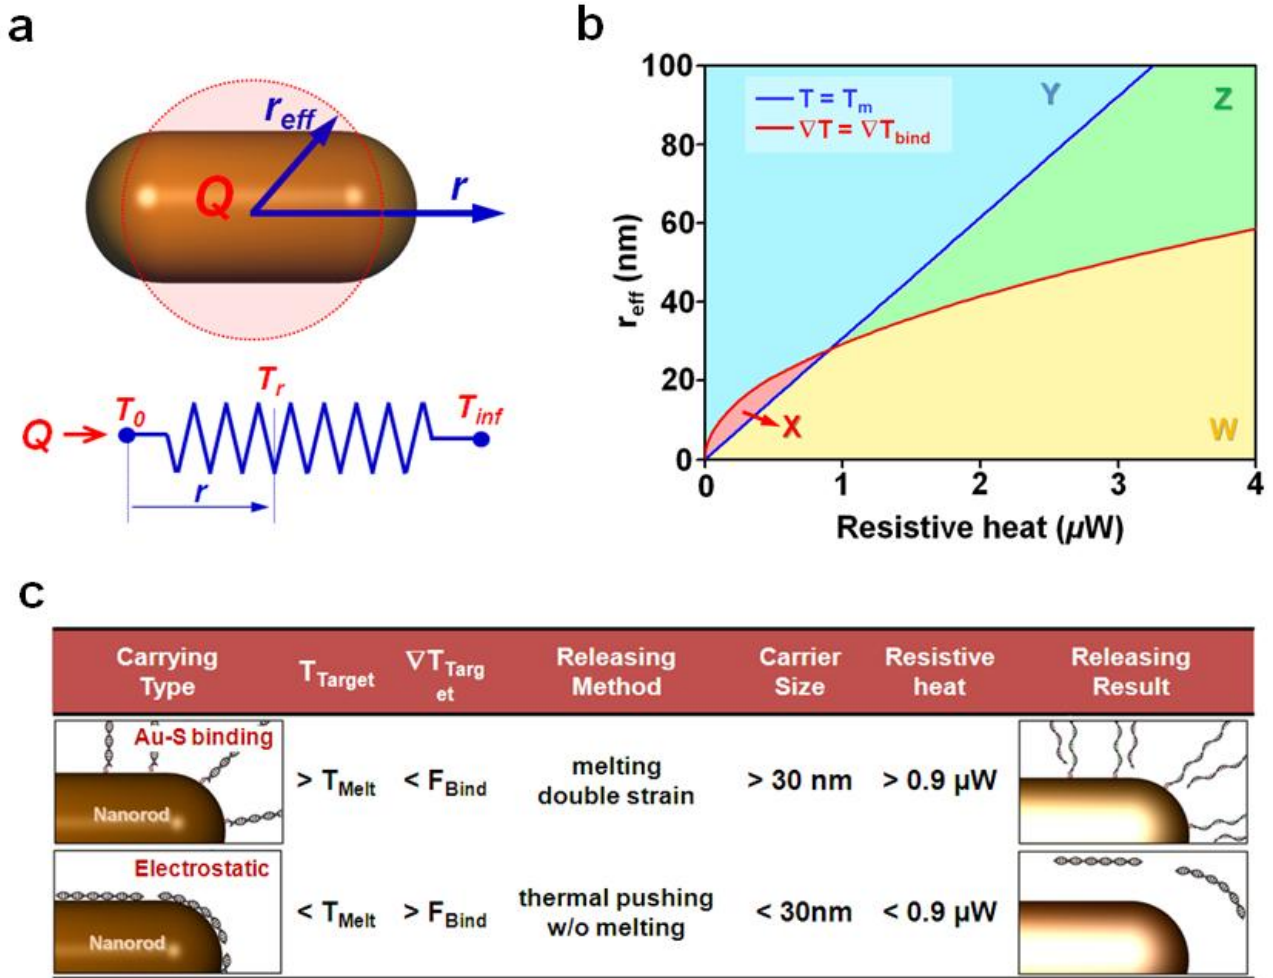 a
r_eff
Q
r
Q
T_0
T_r
T_inf
r
b
T = T_m
∇T = ∇T_bind
Y
Z
X
W
100
80
60
40
20
0
0 1 2 3 4
r_eff (nm)
Resistive heat (µW)
c
Carrying
Type
T_Target
∇T_Targ
et
Releasing
Method
Carrier
Size
Resistive
heat
Releasing
Result
Au-S binding
Nanorod
> T_Melt
< F_Bind
melting
double strain
> 30 nm
> 0.9 µW
Electrostatic
Nanorod
< T_Melt
> F_Bind
thermal pushing
w/o melting
< 30nm
< 0.9 µW